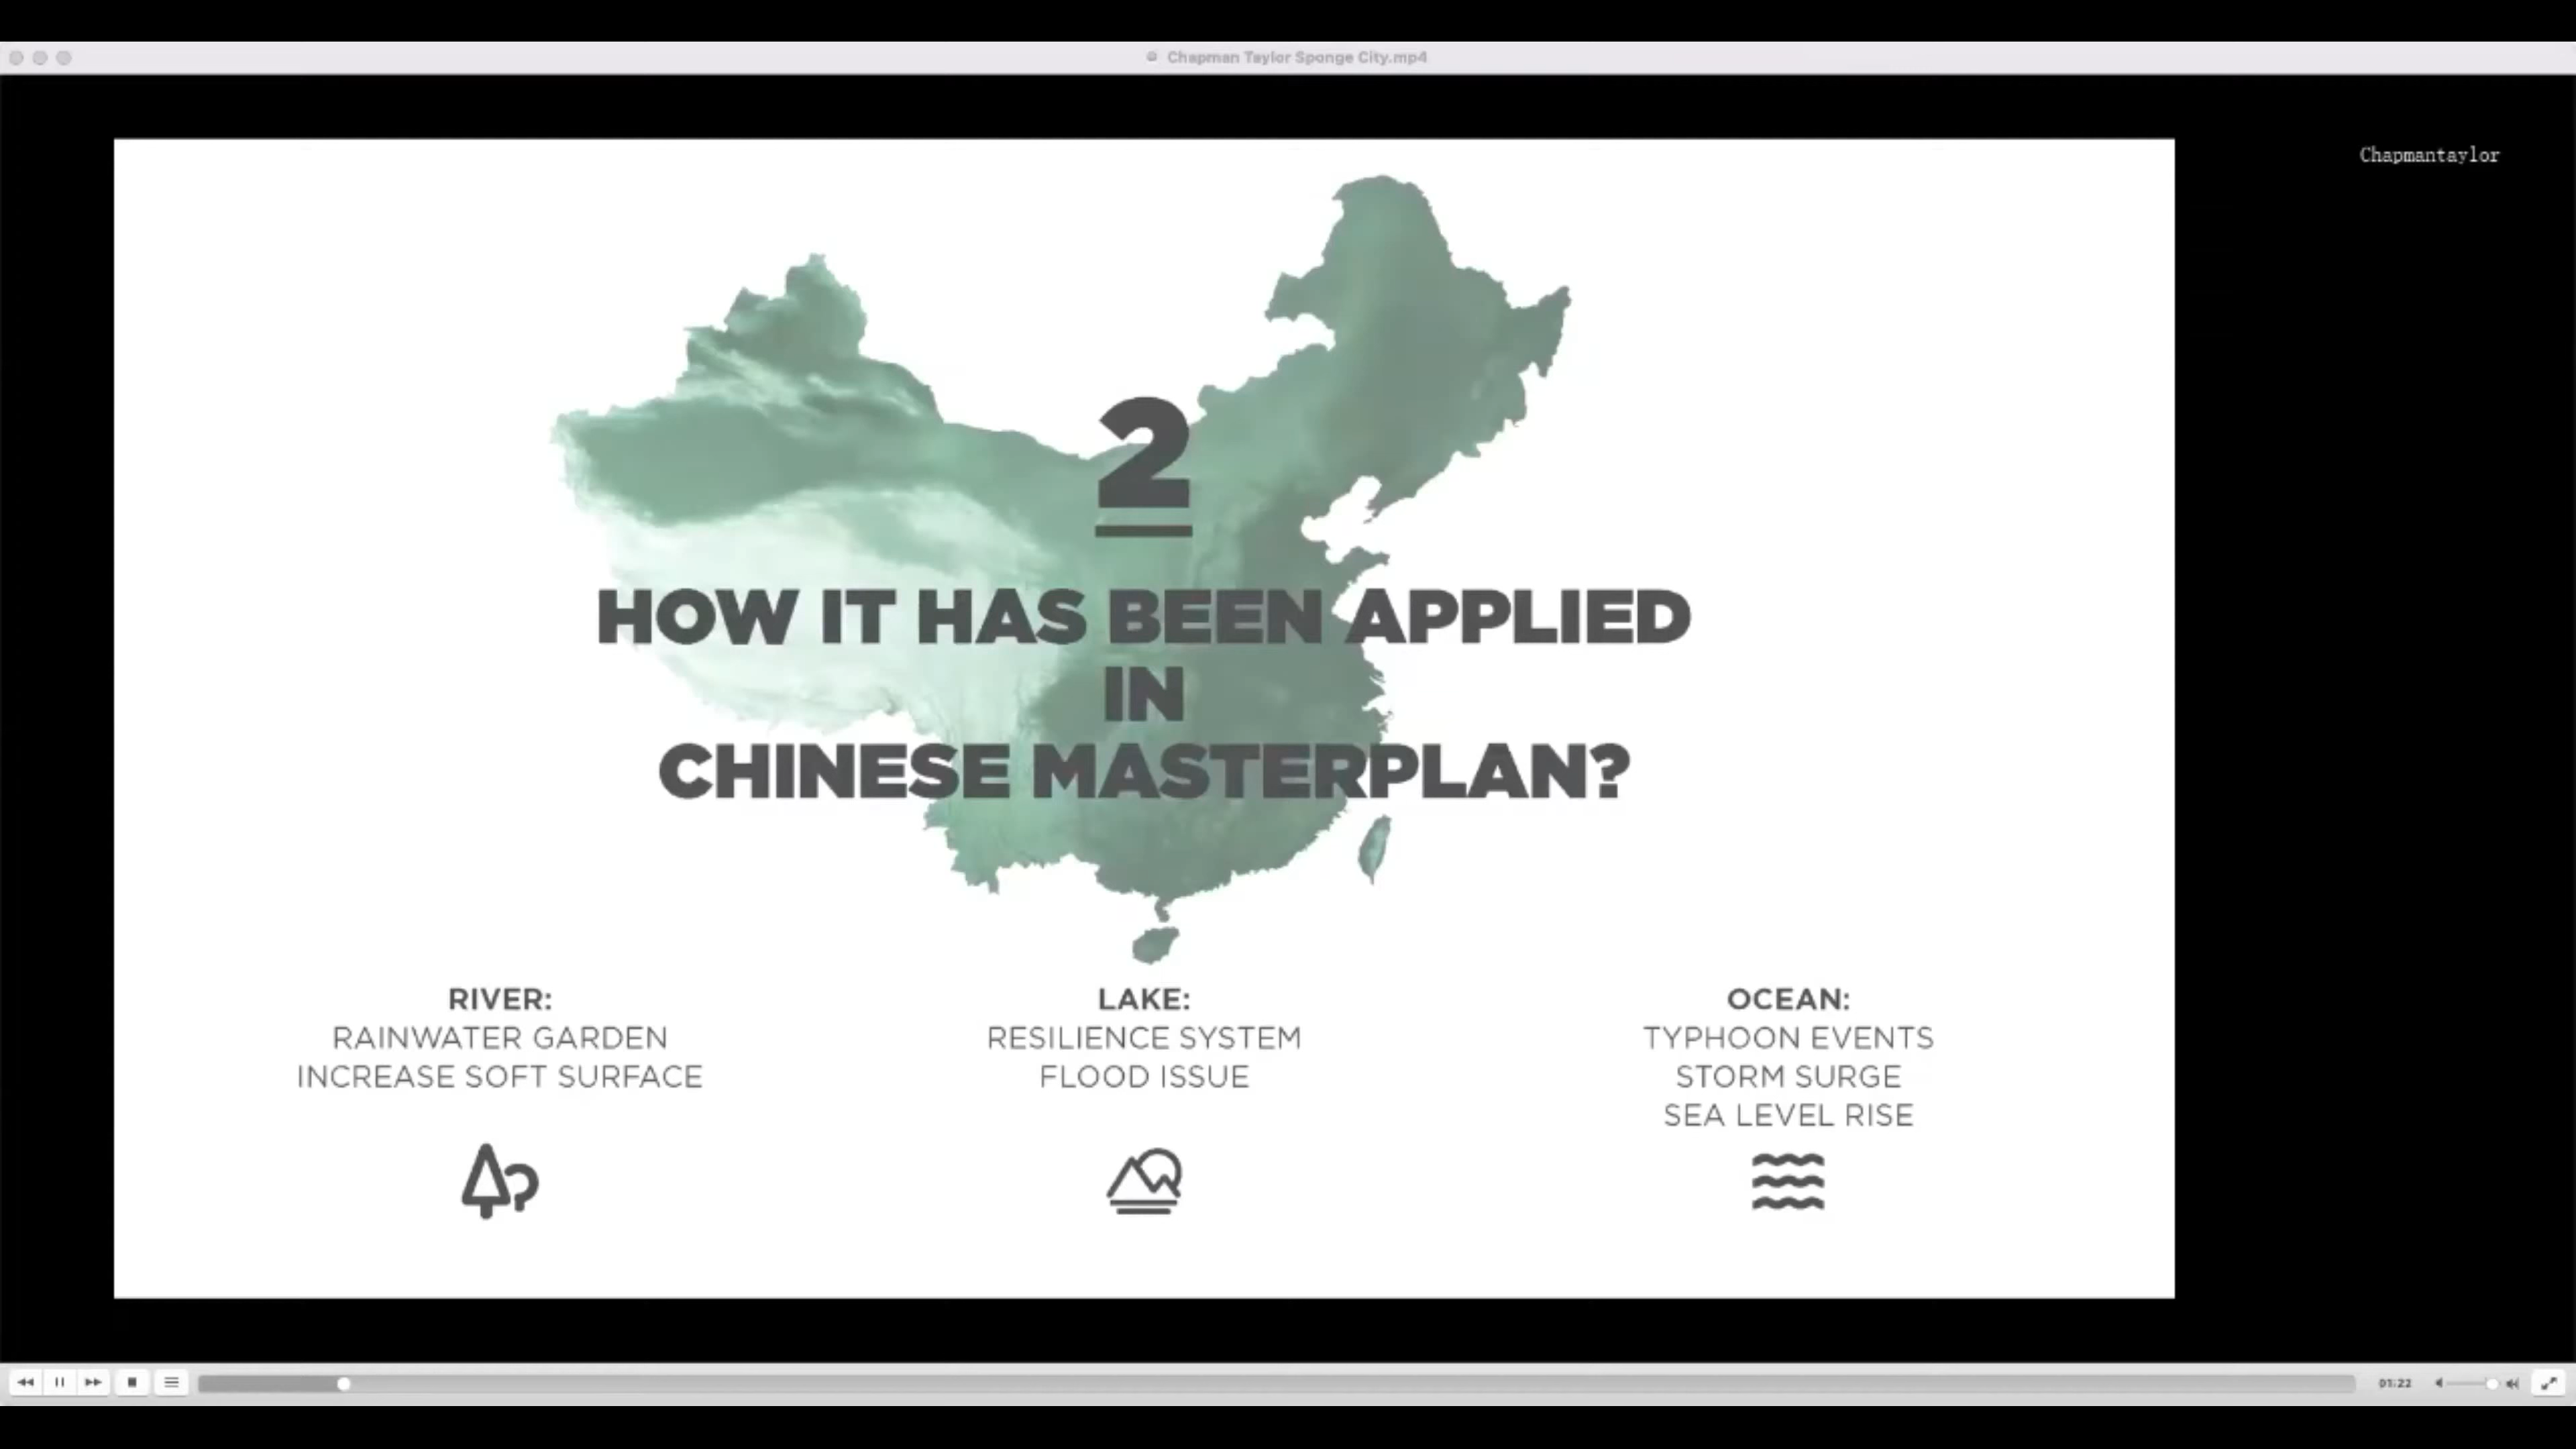 Chapman Taylor Sponge City.mp4
Chapmantaylor
2
HOW IT HAS BEEN APPLIED
IN
CHINESE MASTERPLAN?
RIVER:
RAINWATER GARDEN
INCREASE SOFT SURFACE
LAKE:
RESILIENCE SYSTEM
FLOOD ISSUE
OCEAN:
TYPHOON EVENTS
STORM SURGE
SEA LEVEL RISE
01:22